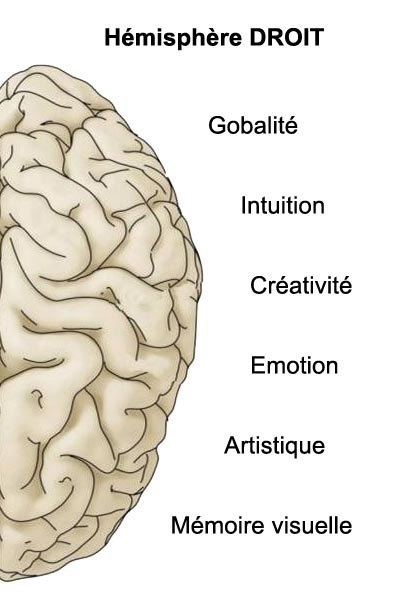 Hémisphère DROIT
Gobalité
Intuition
Créativité
Emotion
Artistique
Mémoire visuelle